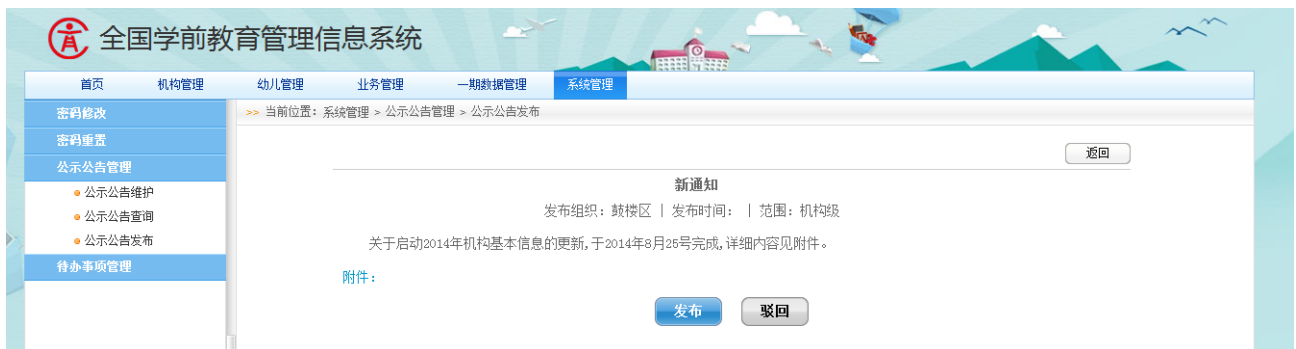 全国学前教育管理信息系统
首页 机构管理 幼儿管理 业务管理 一期数据管理 系统管理
密码修改
>> 当前位置：系统管理 > 公示公告管理 > 公示公告发布
密码重置
返回
公示公告管理
新通知
公示公告维护
发布组织：鼓楼区 | 发布时间： | 范围：机构级
公示公告查询
公示公告发布
关于启动2014年机构基本信息的更新,于2014年8月25号完成,详细内容见附件。
待办事项管理
附件：
发布 驳回